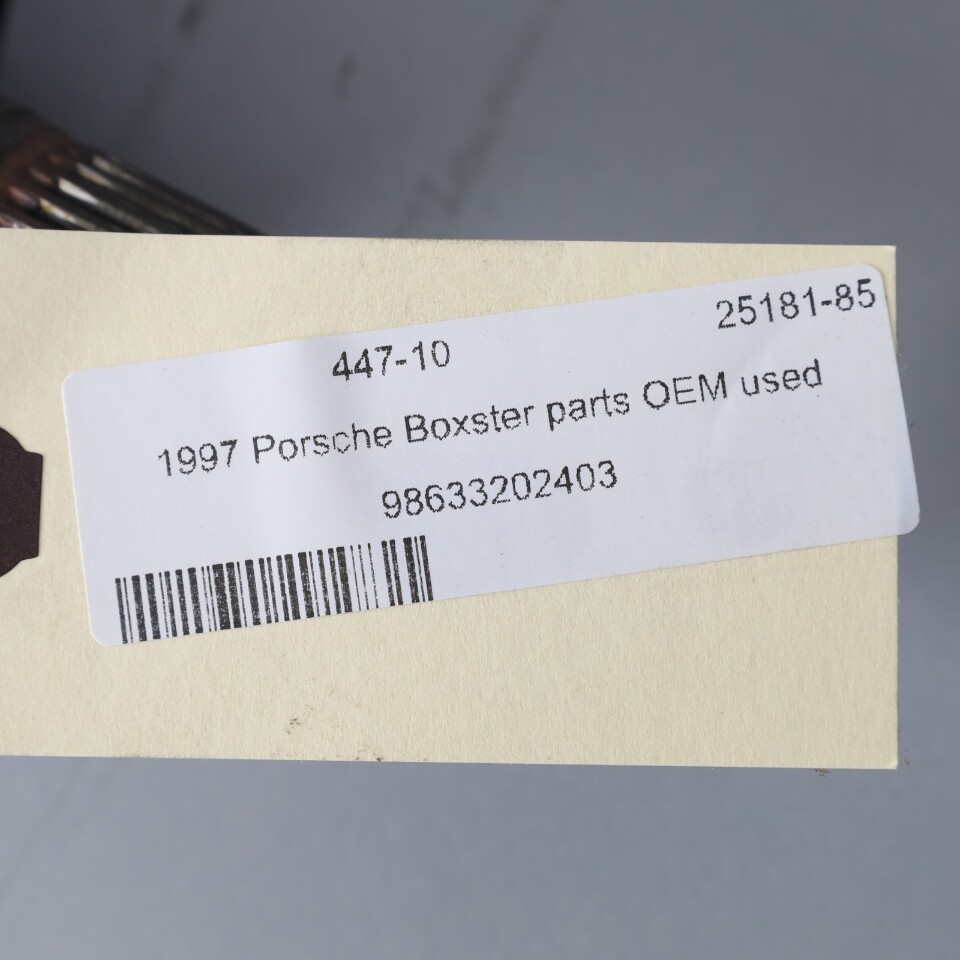 447-10
25181-85
1997 Porsche Boxster parts OEM used
98633202403